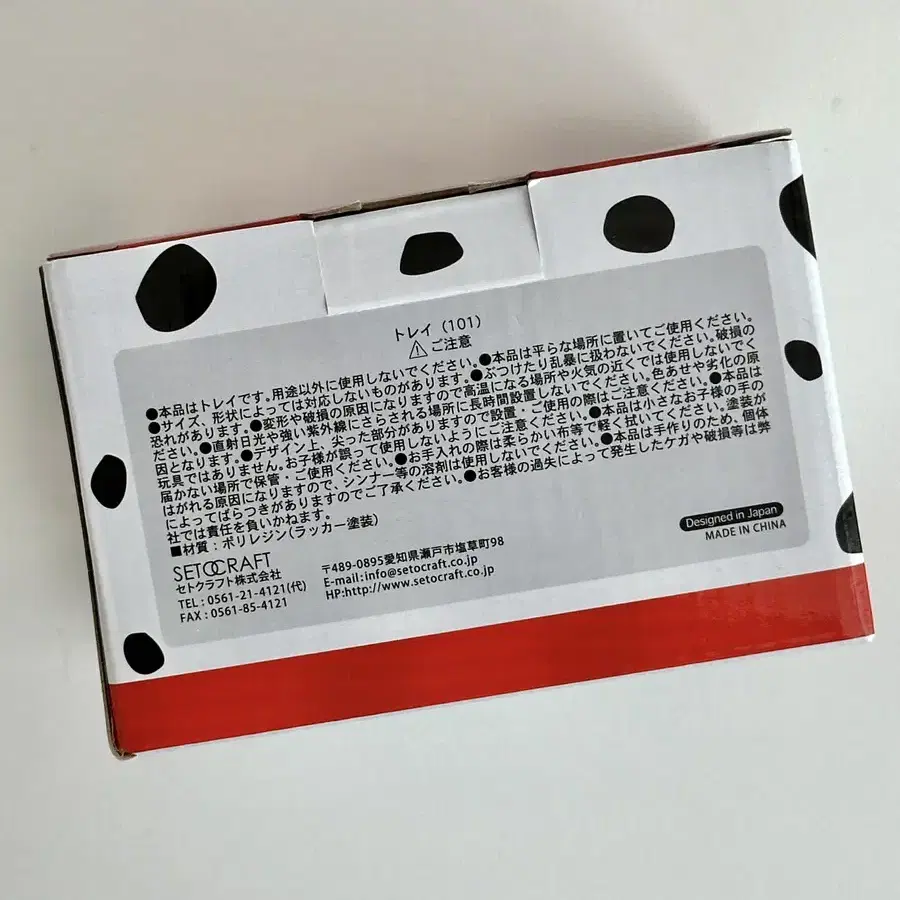 トレイ（101）
⚠ご注意
●本品はトレイです。用途以外に使用しないでください。●本品は平らな場所に置いてご使用ください。
●サイズ、形状によっては対応しないものがあります。●ぶつけたり乱暴に扱わないでください。破損の
恐れがあります。●変形や破損の原因になりますので高温になる場所や火気の近くでは使用しないでく
ださい。●直射日光や強い紫外線にさらされる場所に長時間設置しないでください。色あせや劣化の原
因となります。●デザイン上、尖った部分がありますので設置・ご使用の際はご注意ください。●本品は
玩具ではありません。お子様が誤って使用しないようにご注意ください。●本品は小さなお子様の手の
届かない場所で保管・ご使用ください。●お手入れの際は柔らかい布等で軽く拭いてください。塗装が
はがれる原因になりますので、シンナー等の溶剤は使用しないでください。●本品は手作りのため、個体
によってばらつきがありますのでご了承ください。●お客様の過失によって発生したケガや破損等は弊
社では責任を負いかねます。
■材質：ポリレジン（ラッカー塗装）
Designed in Japan
MADE IN CHINA
SETOCRAFT
セトクラフト株式会社
TEL：0561-21-4121(代)
FAX：0561-85-4121
〒489-0895愛知県瀬戸市塩草町98
E-mail:info@setocraft.co.jp
HP:http://www.setocraft.co.jp